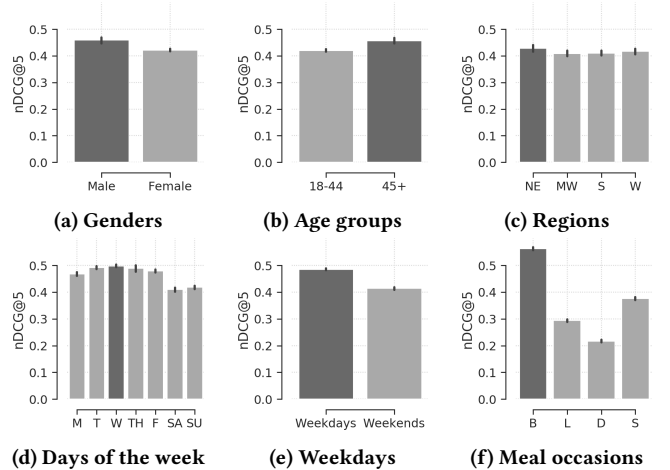 nDCG@5
0.5
0.4
0.3
0.2
0.1
0.0
Male Female
(a) Genders
nDCG@5
0.5
0.4
0.3
0.2
0.1
0.0
18-44 45+
(b) Age groups
nDCG@5
0.5
0.4
0.3
0.2
0.1
0.0
NE MW S W
(c) Regions
nDCG@5
0.5
0.4
0.3
0.2
0.1
0.0
M T W TH F SA SU
(d) Days of the week
nDCG@5
0.5
0.4
0.3
0.2
0.1
0.0
Weekdays Weekends
(e) Weekdays
nDCG@5
0.5
0.4
0.3
0.2
0.1
0.0
B L D S
(f) Meal occasions